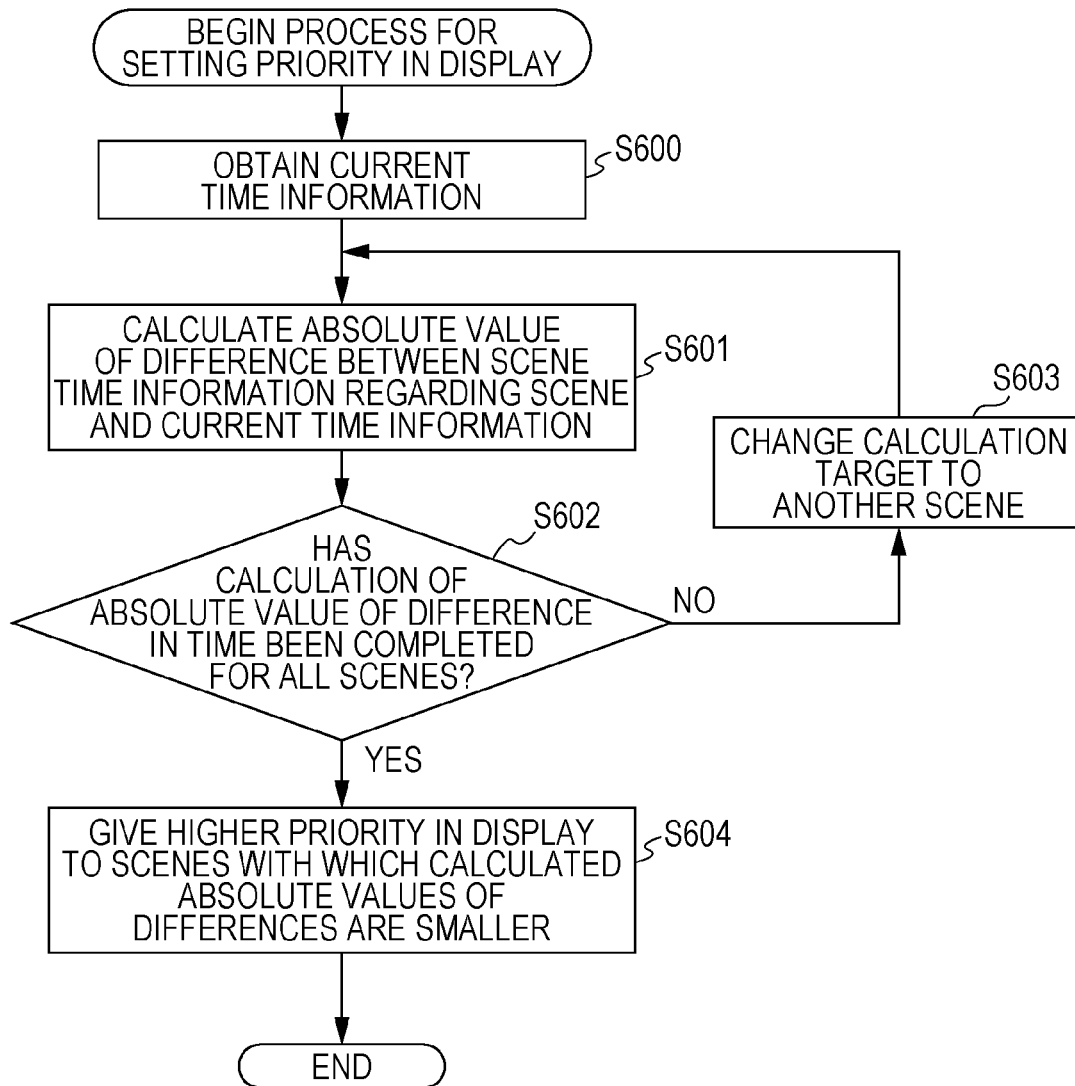 BEGIN PROCESS FOR
SETTING PRIORITY IN DISPLAY
OBTAIN CURRENT
TIME INFORMATION
S600
CALCULATE ABSOLUTE VALUE
OF DIFFERENCE BETWEEN SCENE
TIME INFORMATION REGARDING SCENE
AND CURRENT TIME INFORMATION
S601
S603
CHANGE CALCULATION
TARGET TO
ANOTHER SCENE
S602
HAS
CALCULATION OF
ABSOLUTE VALUE OF DIFFERENCE
IN TIME BEEN COMPLETED
FOR ALL SCENES?
NO
YES
GIVE HIGHER PRIORITY IN DISPLAY
TO SCENES WITH WHICH CALCULATED
ABSOLUTE VALUES OF
DIFFERENCES ARE SMALLER
S604
END